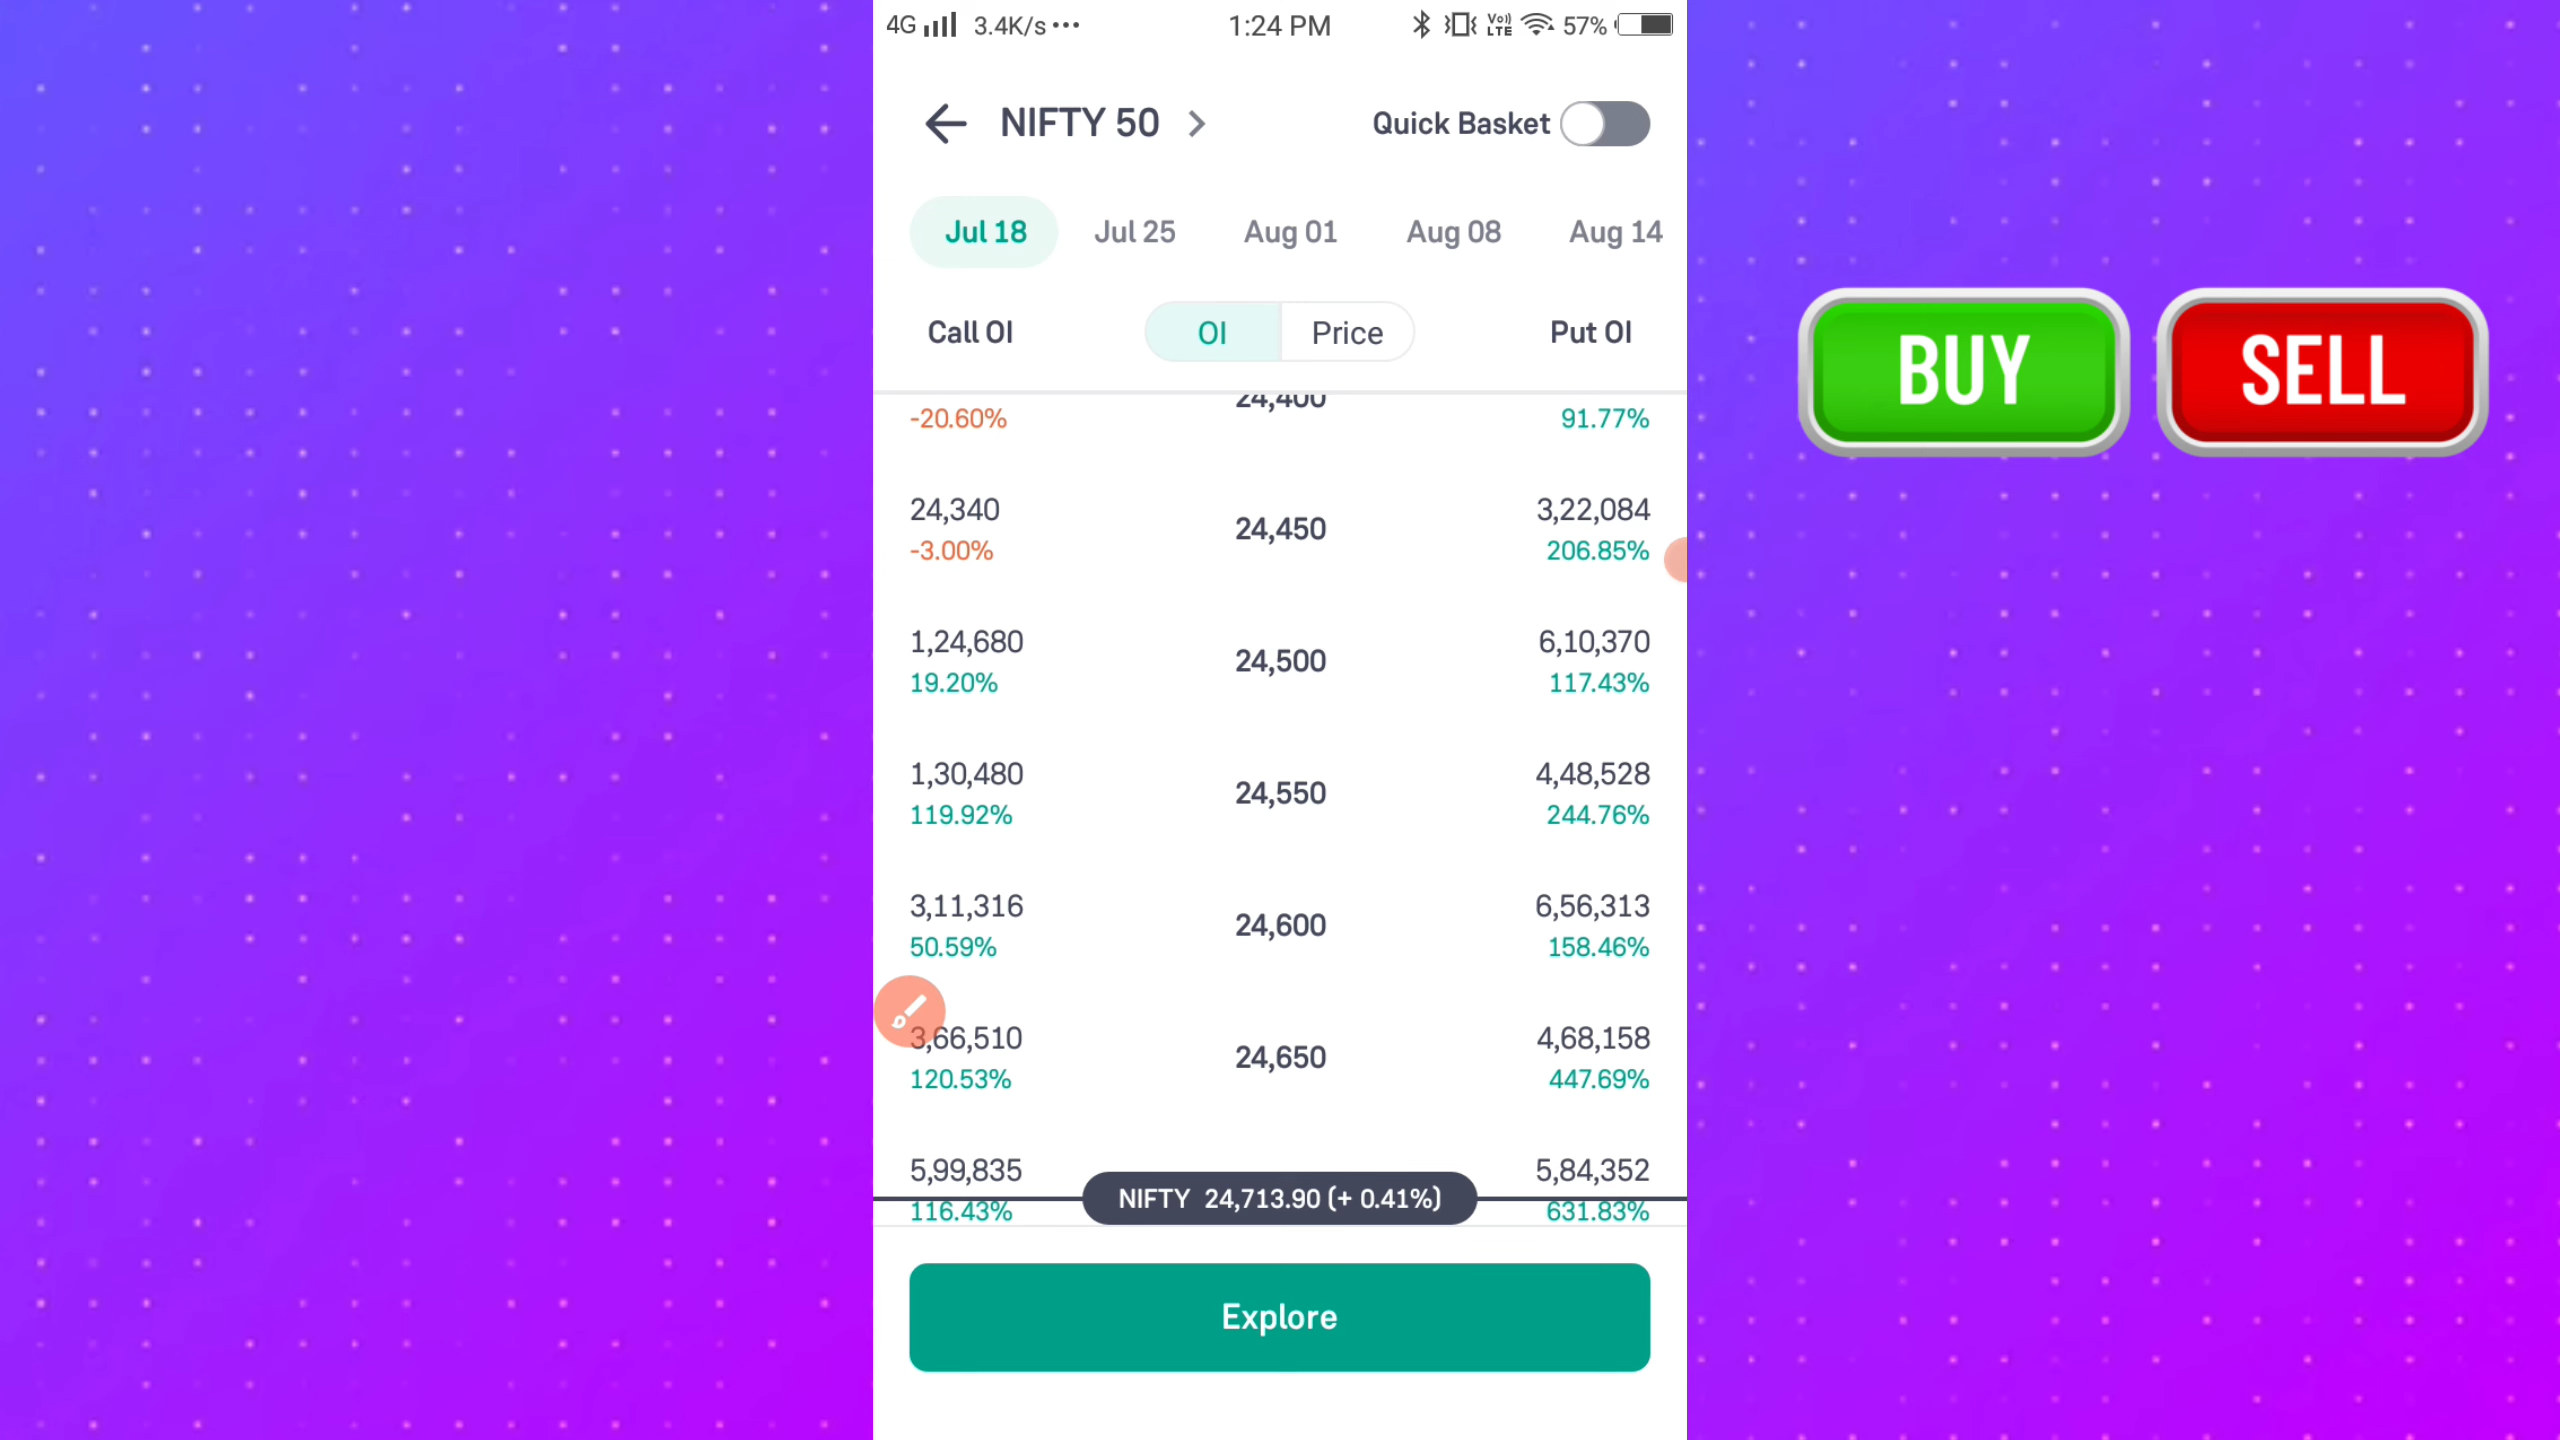 4G 3.4K/s ... 1:24 PM Vo)) LTE 57%
NIFTY 50 > Quick Basket
Jul 18 Jul 25 Aug 01 Aug 08 Aug 14
Call OI OI Price Put OI
BUY SELL
24,400
-20.60% 91.77%
24,340 24,450 3,22,084
-3.00% 206.85%
1,24,680 24,500 6,10,370
19.20% 117.43%
1,30,480 24,550 4,48,528
119.92% 244.76%
3,11,316 24,600 6,56,313
50.59% 158.46%
3,66,510 24,650 4,68,158
120.53% 447.69%
5,99,835 5,84,352
NIFTY 24,713.90 (+ 0.41%)
116.43% 631.83%
Explore